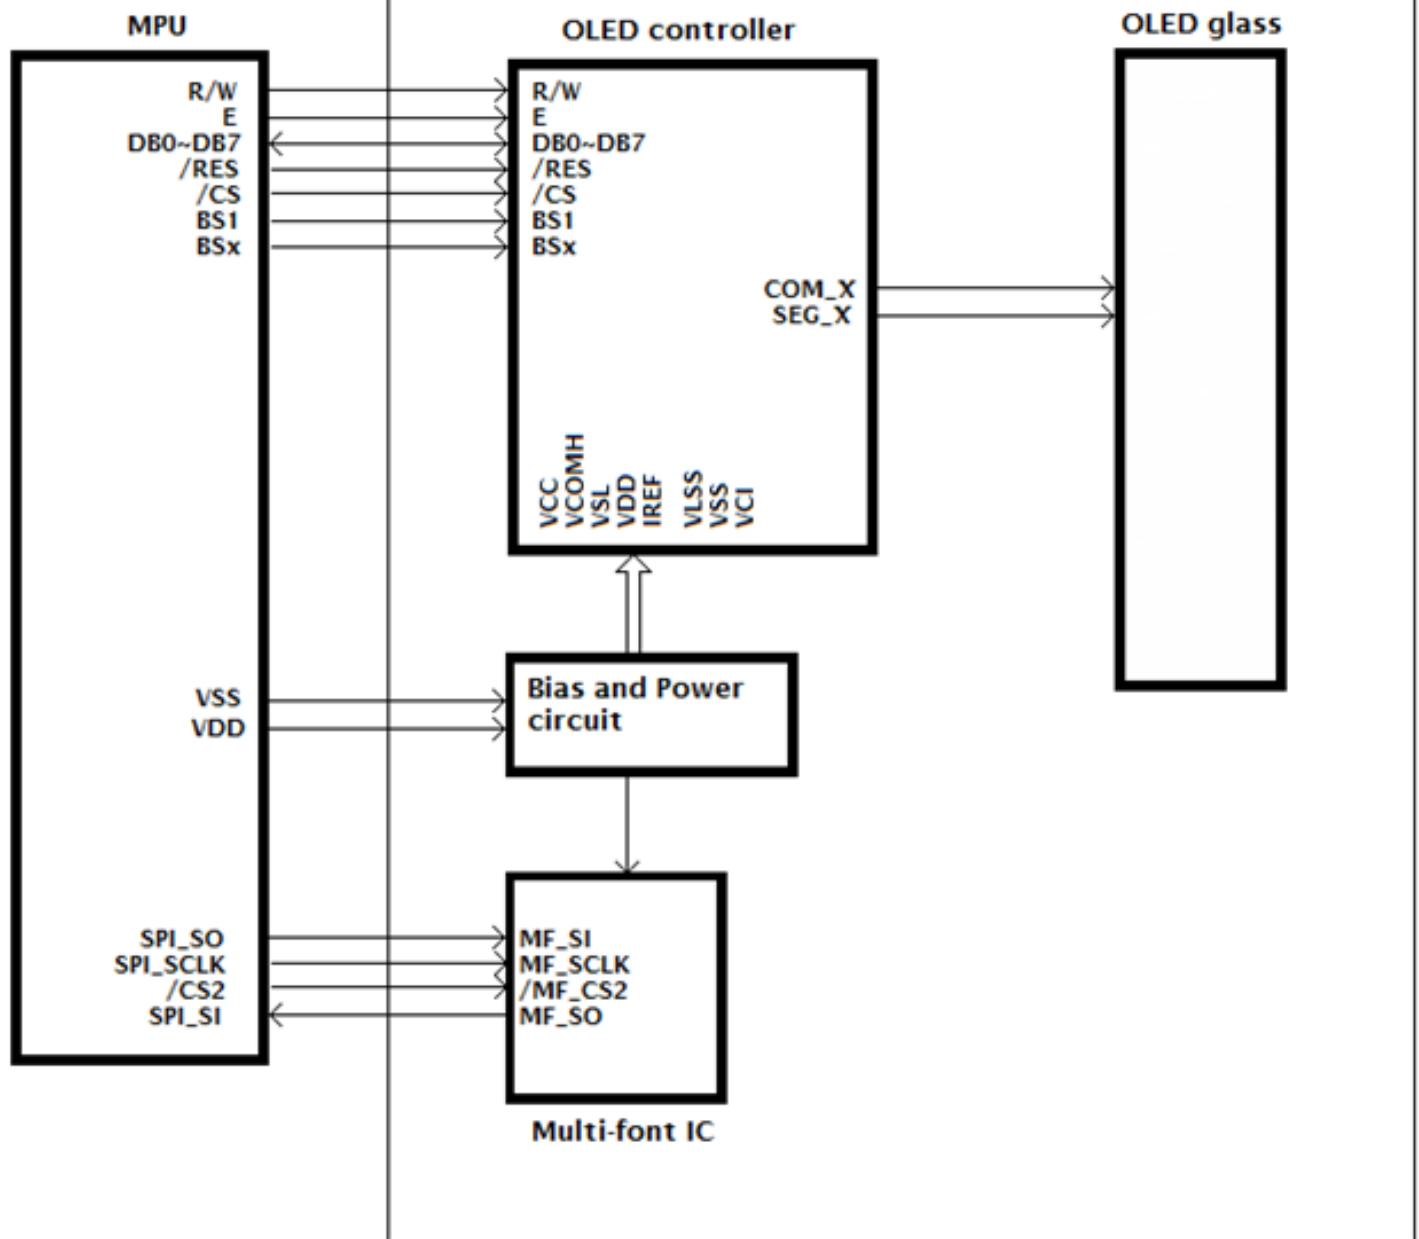 MPU
R/W
E
DB0~DB7
/RES
/CS
BS1
BSx
VSS
VDD
SPI_SO
SPI_SCLK
/CS2
SPI_SI
OLED controller
R/W
E
DB0~DB7
/RES
/CS
BS1
BSx
COM_X
SEG_X
VCC
VCOMH
VSL
VDD
IREF
VLSS
VSS
VCI
Bias and Power
circuit
MF_SI
MF_SCLK
/MF_CS2
MF_SO
Multi-font IC
OLED glass